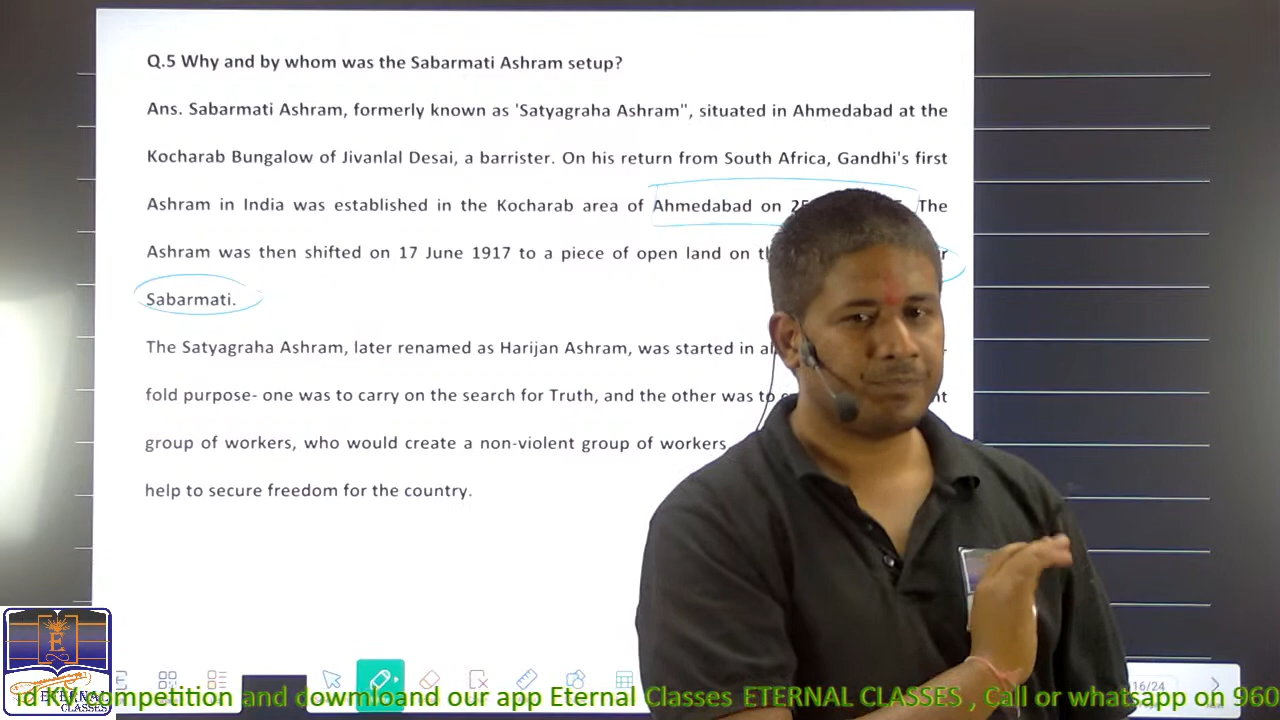 Q.5 Why and by whom was the Sabarmati Ashram setup?
Ans. Sabarmati Ashram, formerly known as 'Satyagraha Ashram", situated in Ahmedabad at the
Kocharab Bungalow of Jivanlal Desai, a barrister. On his return from South Africa, Gandhi's first
Ashram in India was established in the Kocharab area of Ahmedabad on The
Ashram was then shifted on 17 June 1917 to a piece of open land on
Sabarmati.
The Satyagraha Ashram, later renamed as Harijan Ashram, was started in
fold purpose- one was to carry on the search for Truth, and the other was to
group of workers, who would create a non-violent group of workers
help to secure freedom for the country.
16/24
E
ETERNAL
CLASSES
competition and dowmloand our app Eternal Classes ETERNAL CLASSES , Call or whatsapp on 960